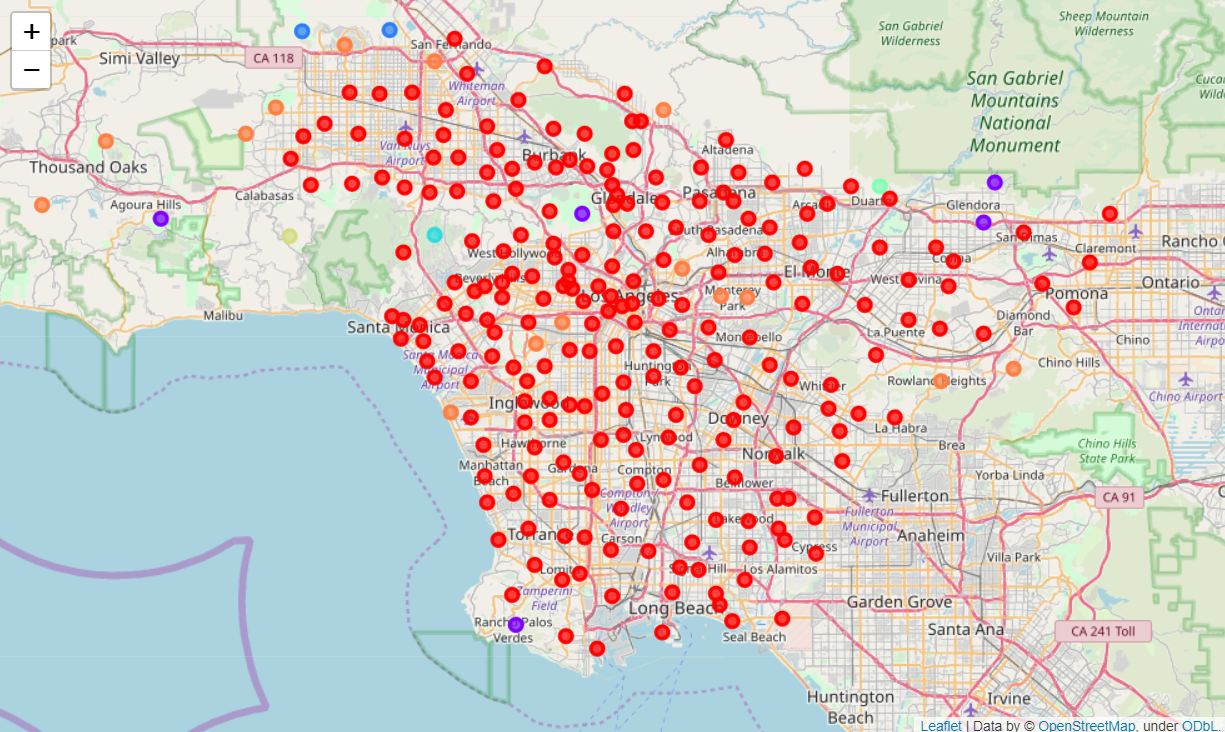 +
−
park
Simi Valley
CA 118
San Fernando
Whiteman
Airport
San Gabriel
Wilderness
Sheep Mountain
Wilderness
San Gabriel
Mountains
National
Monument
Thousand Oaks
Van Nuys
Airport
Burbank
Altadena
Calabasas
Agoura Hills
Glendale
Pasadena
Arcadia
Duarte
Glendora
San Dimas
Claremont
Rancho
West Hollywood
South Pasadena
Alhambra
Covina
Beverly Hills
El Monte
West Covina
Los Angeles
Monterey
Park
Pomona
Ontario
Malibu
Santa Monica
Diamond
Bar
La Puente
Chino
Montebello
Santa Monica
Municipal
Airport
Huntington
Park
Chino Hills
Whittier
Rowland Heights
Chino Airport
Inglewood
Downey
La Habra
Hawthorne
Lynwood
Norwalk
Brea
Chino Hills
State Park
Manhattan
Beach
Gardena
Compton
Bellflower
Yorba Linda
Fullerton
CA 91
Compton/
Woodley
Airport
Lakewood
Fullerton
Municipal
Airport
Torrance
Carson
Cypress
Anaheim
Villa Park
Lomita
Signal Hill
Los Alamitos
Zamperini
Field
Long Beach
Garden Grove
Rancho Palos
Verdes
Seal Beach
Santa Ana
CA 241 Toll
Huntington
Beach
Irvine
Leaflet | Data by © OpenStreetMap, under ODbL.